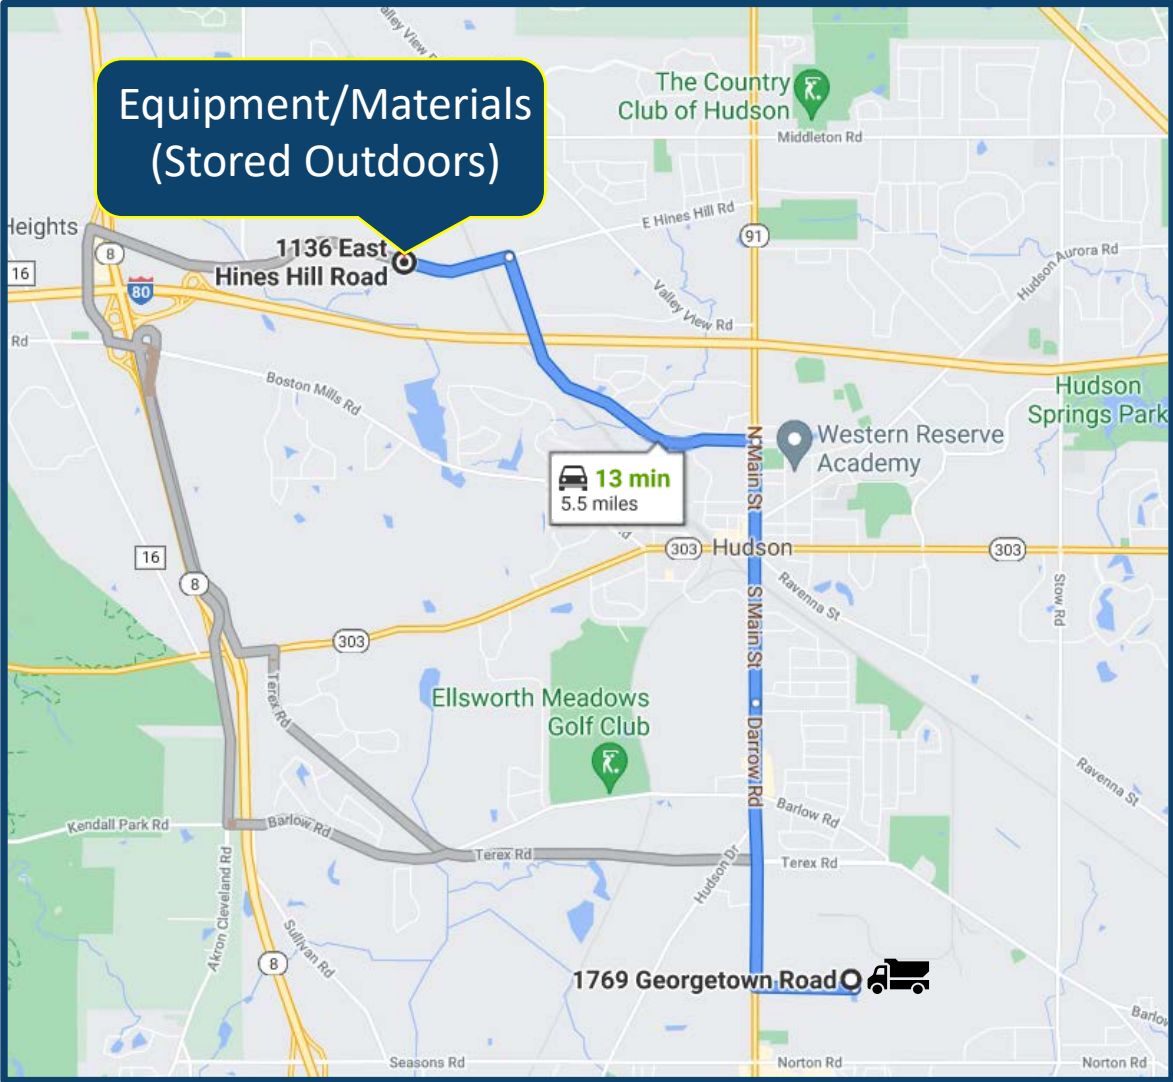 Valley View R
The Country
Club of Hudson
Middleton Rd
Equipment/Materials
(Stored Outdoors)
E Hines Hill Rd
91
Heights
8
1136 East
Hines Hill Road
16
80
Hudson Aurora Rd
Valley View Rd
Rd
Boston Mills Rd
Hudson
Springs Park
N Main St
Western Reserve
Academy
13 min
5.5 miles
Rd
303
Hudson
303
16
8
Ravenna St
Stow Rd
S Main St
303
Terex Rd
Ellsworth Meadows
Golf Club
Darrow Rd
Ravenna St
Kendall Park Rd
Barlow Rd
Barlow Rd
Terex Rd
Hudson Dr
Terex Rd
Akron Cleveland Rd
Sullivan Rd
8
1769 Georgetown Road
Barlow
Seasons Rd
Norton Rd
Norton Rd